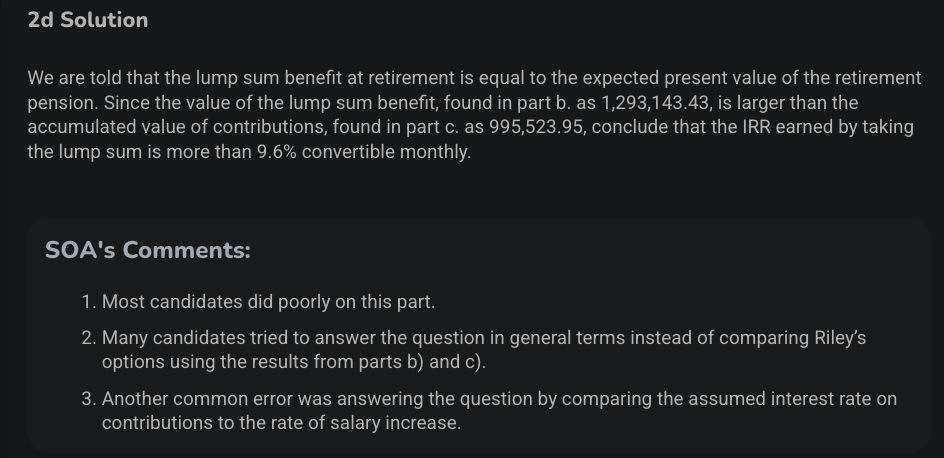 2d Solution
We are told that the lump sum benefit at retirement is equal to the expected present value of the retirement
pension. Since the value of the lump sum benefit, found in part b. as 1,293,143.43, is larger than the
accumulated value of contributions, found in part c. as 995,523.95, conclude that the IRR earned by taking
the lump sum is more than 9.6% convertible monthly.
SOA's Comments:
1. Most candidates did poorly on this part.
2. Many candidates tried to answer the question in general terms instead of comparing Riley’s
options using the results from parts b) and c).
3. Another common error was answering the question by comparing the assumed interest rate on
contributions to the rate of salary increase.